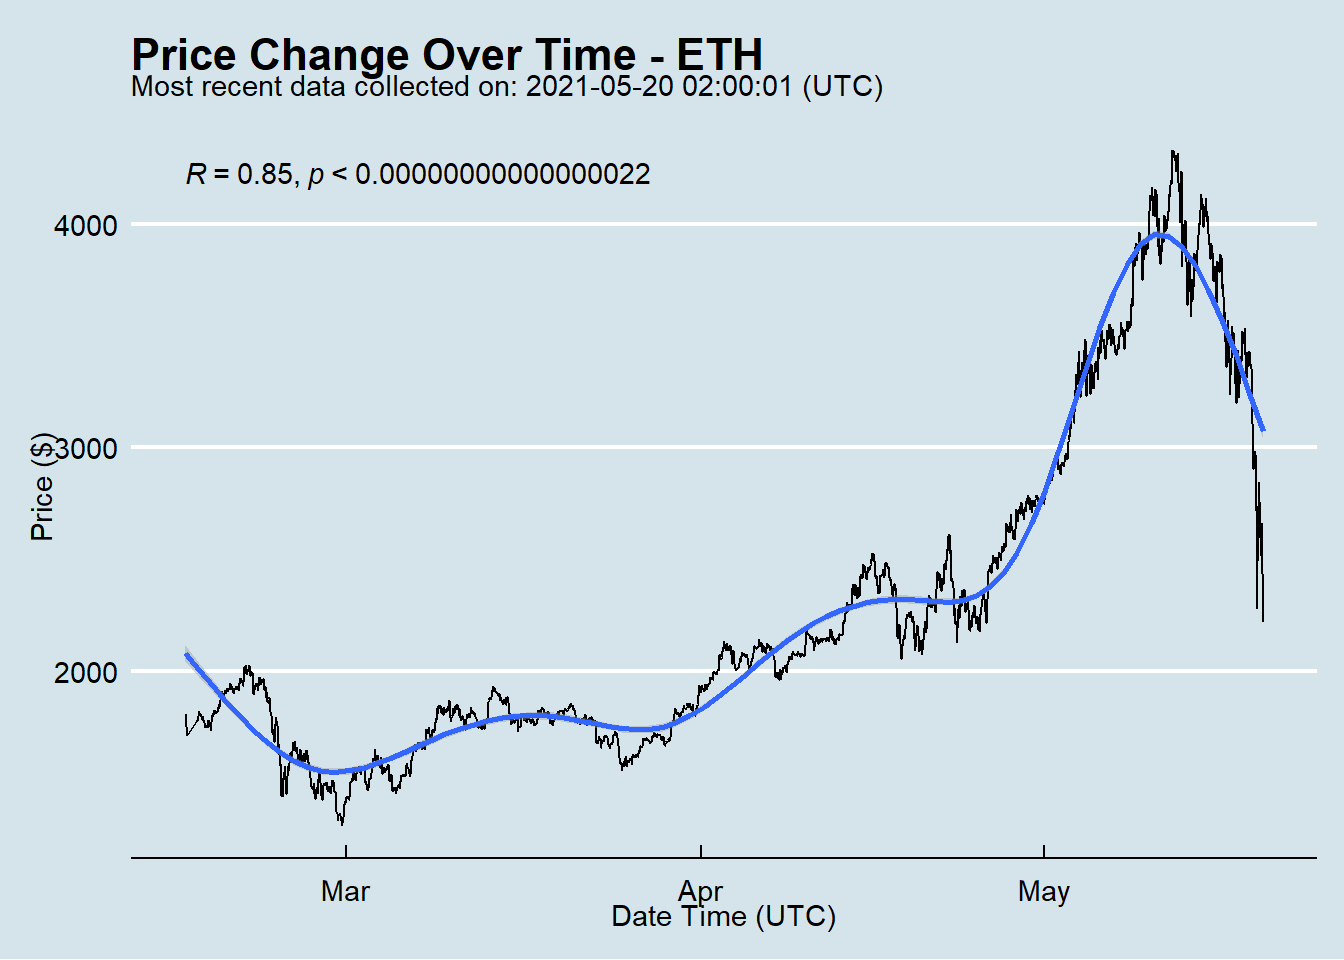 Price Change Over Time - ETH
Most recent data collected on: 2021-05-20 02:00:01 (UTC)
R = 0.85, p < 0.00000000000000022
4000
3000
2000
Price ($)
Mar
Apr
May
Date Time (UTC)